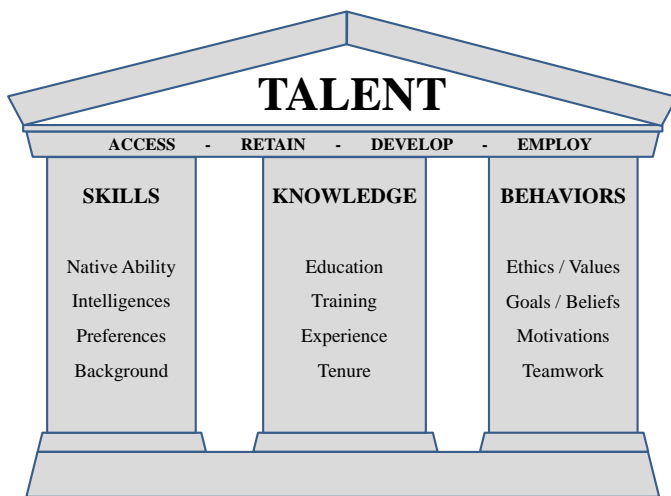 TALENT
ACCESS - RETAIN - DEVELOP - EMPLOY
SKILLS
Native Ability
Intelligences
Preferences
Background
KNOWLEDGE
Education
Training
Experience
Tenure
BEHAVIORS
Ethics / Values
Goals / Beliefs
Motivations
Teamwork